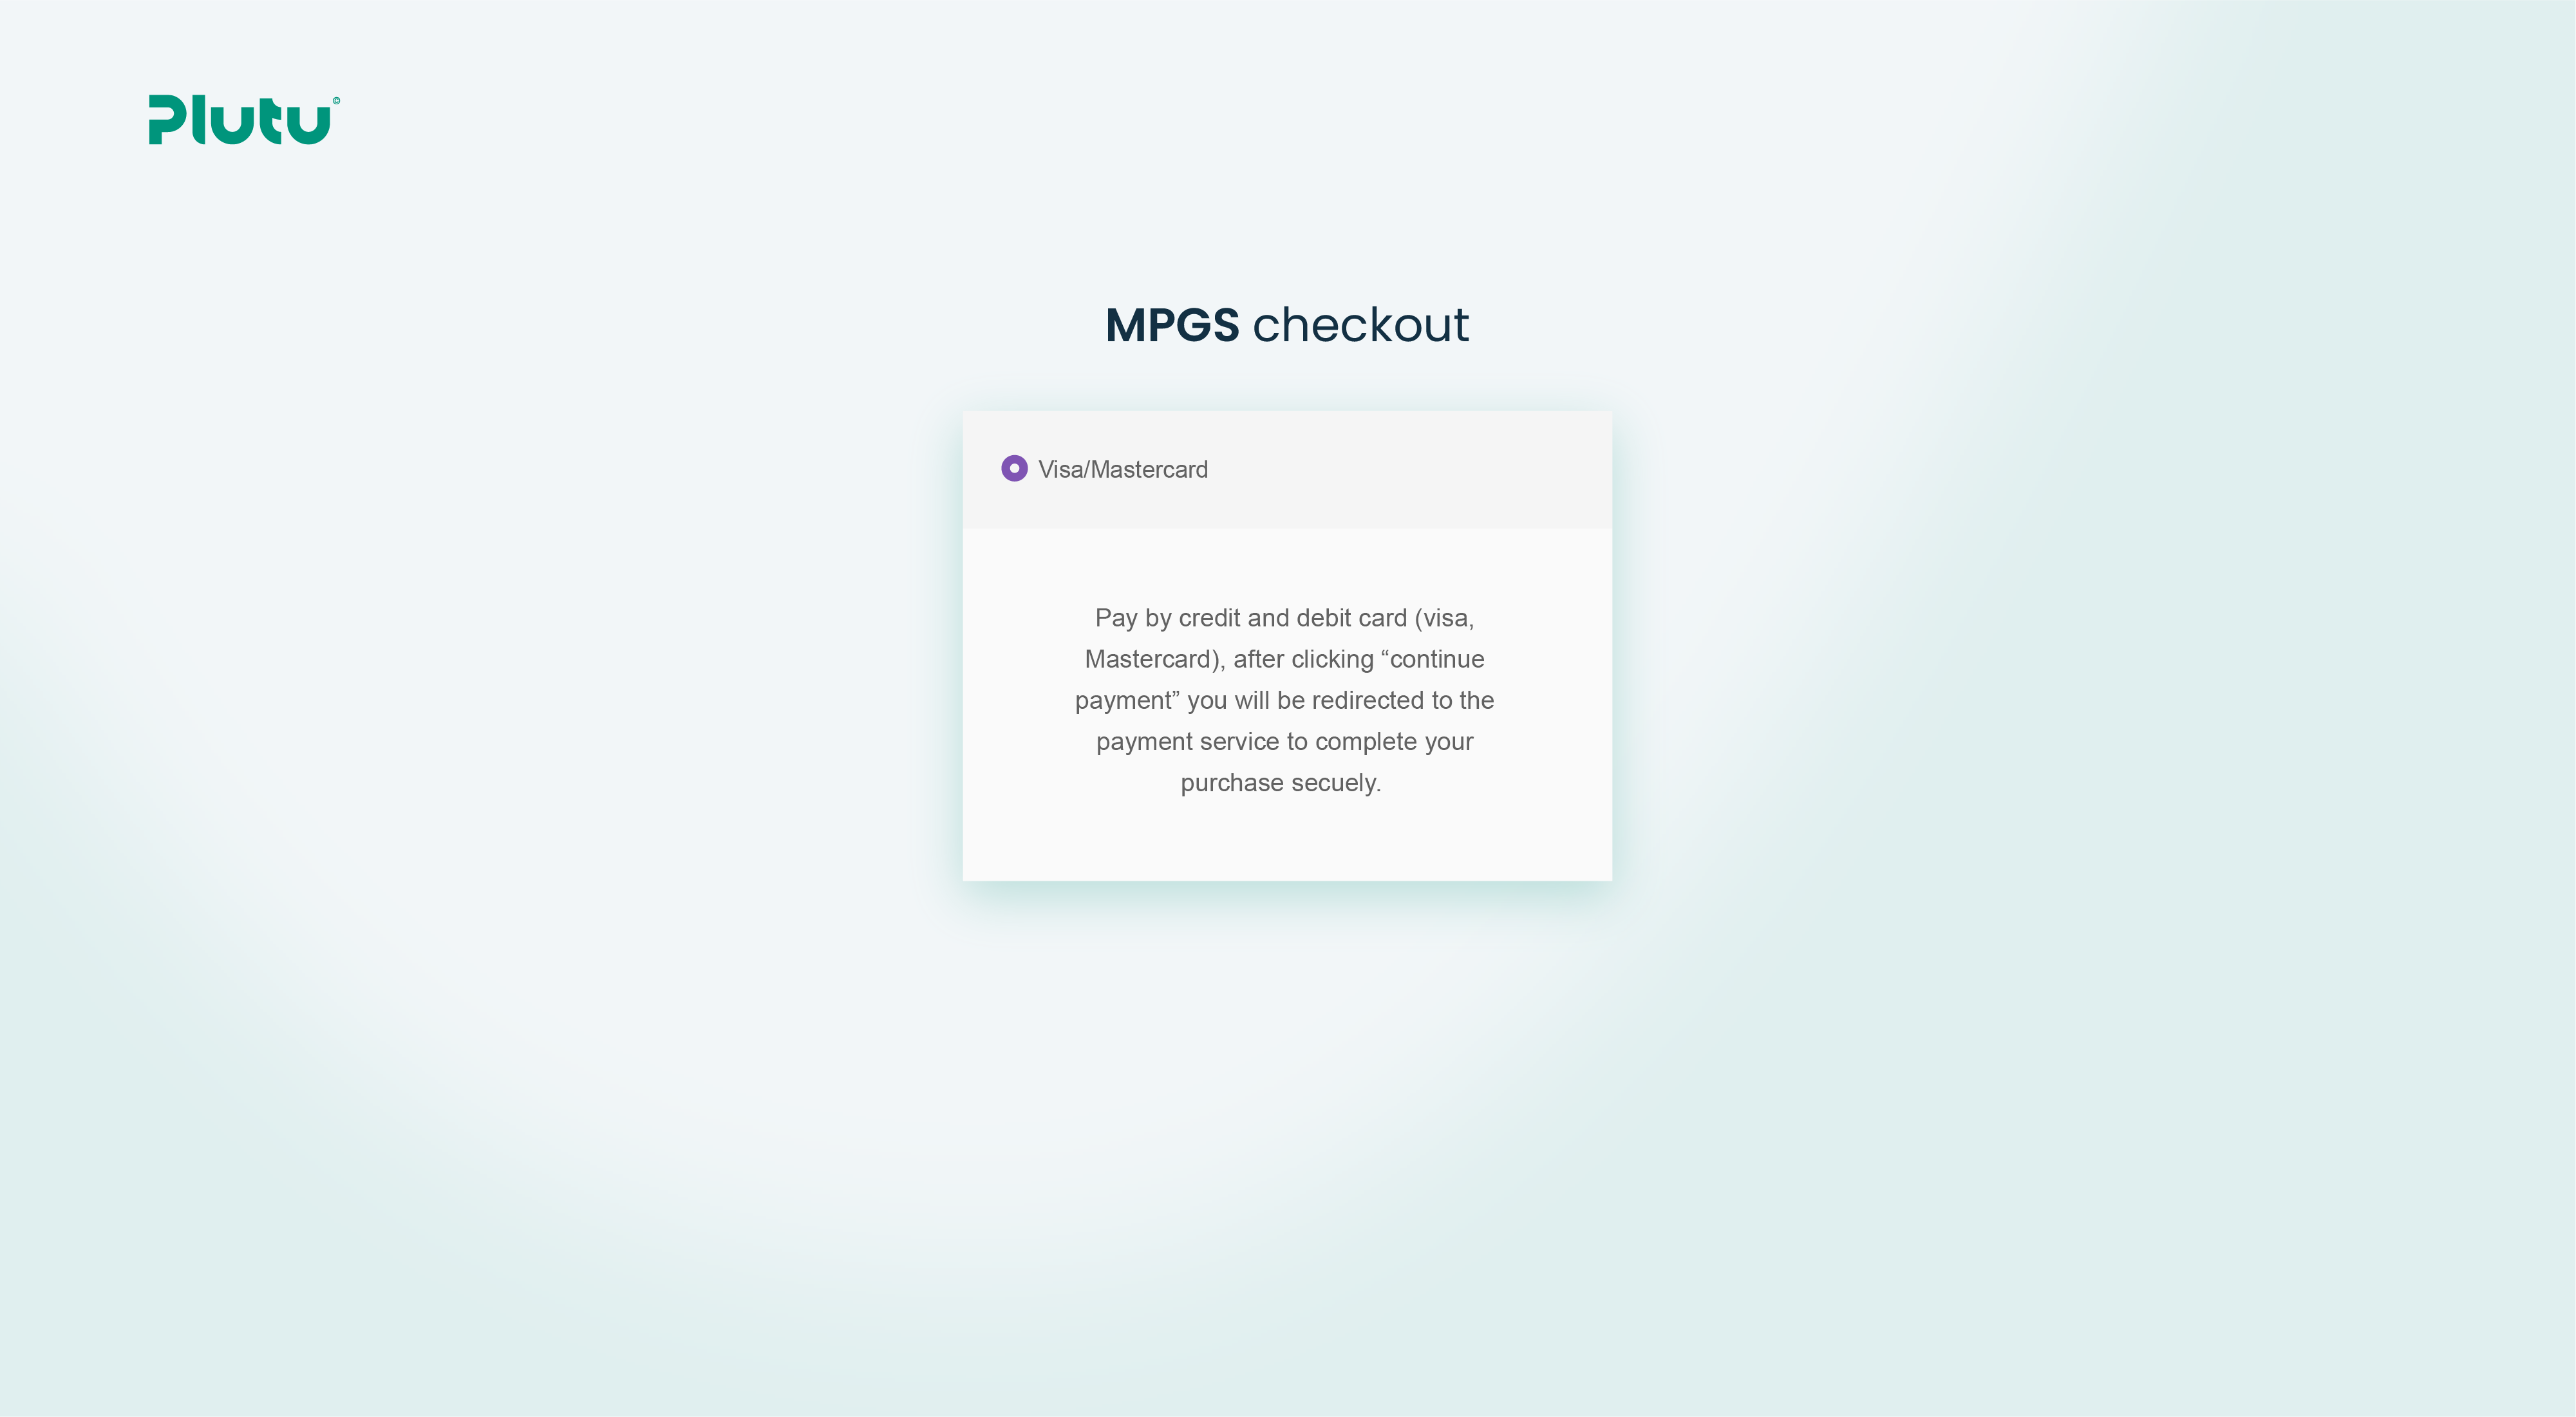 Plutu©
MPGS checkout
Visa/Mastercard
Pay by credit and debit card (visa,
Mastercard), after clicking “continue
payment” you will be redirected to the
payment service to complete your
purchase secuely.